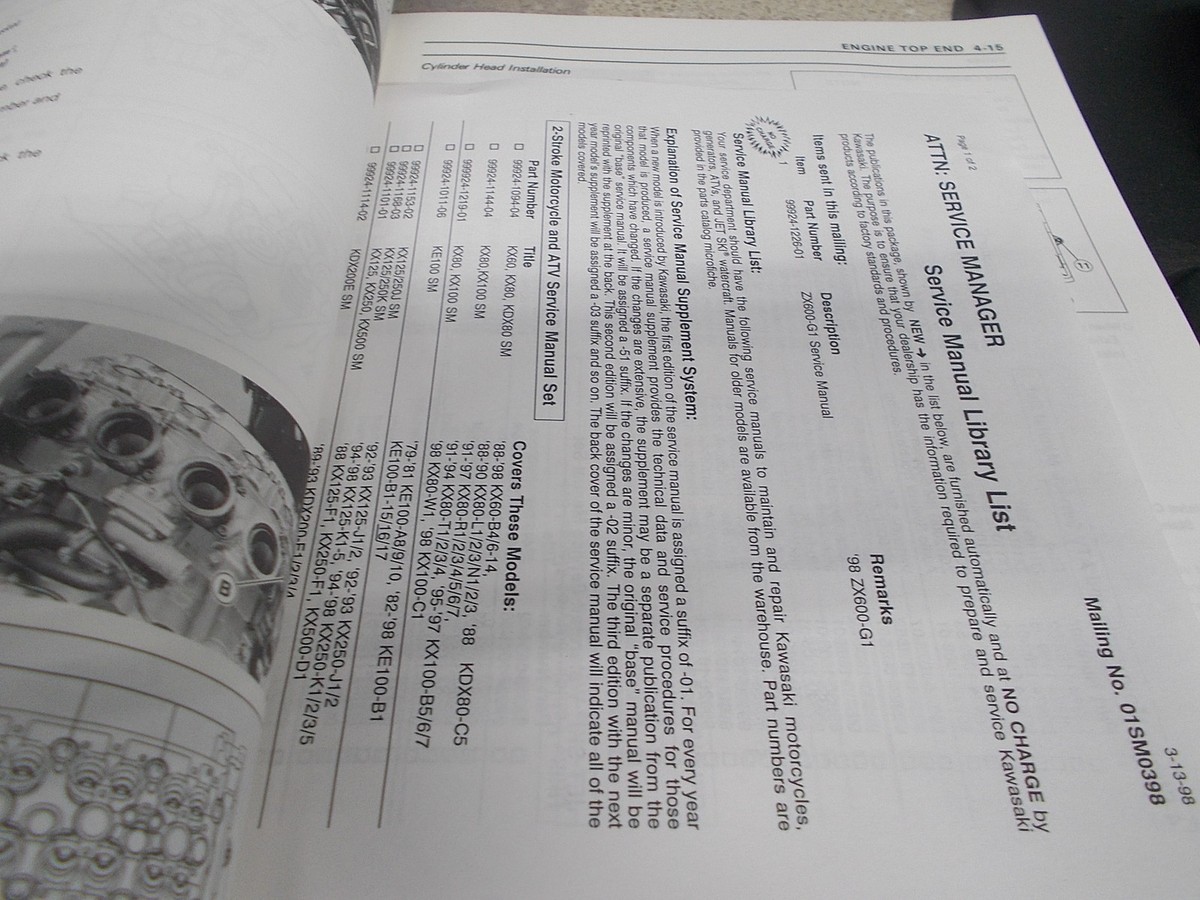 check the
mber and
k the
ENGINE TOP END 4-15
Cylinder Head Installation
3-13-98
Mailing No. 01SM0398
Page 1 of 2
ATTN: SERVICE MANAGER
Service Manual Library List
The publications in this package, shown by NEW ➔ in the list below, are furnished automatically and at NO CHARGE by
Kawasaki. The purpose is to ensure that your dealership has the information required to prepare and service Kawasaki
products according to factory standards and procedures.
Items sent in this mailing:
Item Part Number Description Remarks
NO CHARGE 1 99924-1226-01 ZX600-G1 Service Manual '98 ZX600-G1
Service Manual Library List:
Your service department should have the following service manuals to maintain and repair Kawasaki motorcycles,
generators, ATVs, and JET SKI® watercraft. Manuals for older models are available from the warehouse. Part numbers are
provided in the parts catalog microfiche.
Explanation of Service Manual Supplement System:
When a new model is introduced by Kawasaki, the first edition of the service manual is assigned a suffix of -01. For every year
that model is produced, a service manual supplement provides the technical data and service procedures for those
components which have changed. If the changes are extensive, the supplement may be a separate publication from the
original "base" service manual. It will be assigned a -51 suffix. If the changes are minor, the original "base" manual will be
reprinted with the supplement at the back. This second edition will be assigned a -02 suffix. The third edition with the next
year model's supplement will be assigned a -03 suffix and so on. The back cover of the service manual will indicate all of the
models covered.
2-Stroke Motorcycle and ATV Service Manual Set
Part Number Title Covers These Models:
☐ 99924-1094-04 KX60, KX80, KDX80 SM '88-'98 KX60-B4/6-14,
'88-'90 KX80-L1/2/3/N1/2/3, '88 KDX80-C5
☐ 99924-1144-04 KX80,KX100 SM '91-'97 KX80-R1/2/3/4/5/6/7,
'91-'94 KX80-T1/2/3/4, '95-'97 KX100-B5/6/7
☐ 999924-1219-01 KX80, KX100 SM '98 KX80-W1, '98 KX100-C1
☐ 99924-1011-06 KE100 SM '79-'81 KE100-A8/9/10, '82-'98 KE100-B1
KE100-B1-15/16/17
☐ 99924-1153-02 KX125/250J SM '92-'93 KX125-J1/2, '92-'93 KX250-J1/2
☐ 99924-1168-03 KX125/250K SM '94-'98 KX125-K1-5, '94-'98 KX250-K1/2/3/5
☐ 99924-1101-01 KX125, KX250, KX500 SM '88 KX125-F1, KX250-F1, KX500-D1
☐ 99924-1114-02 KDX200E SM '89-'93 KDX200-E1/2/3/4
B